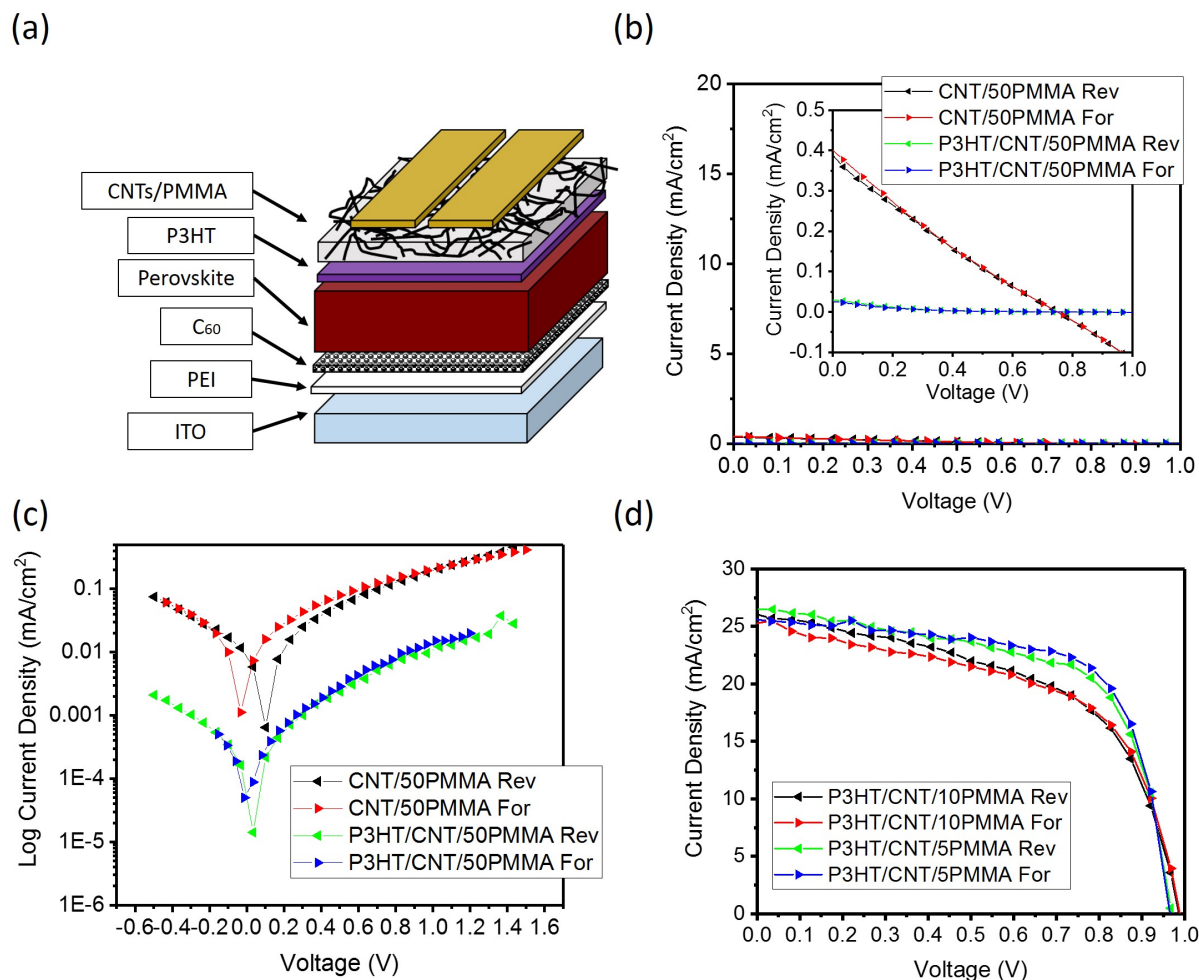 (a)
CNTs/PMMA
P3HT
Perovskite
C₆₀
PEI
ITO
(b)
20
15
10
5
0
Current Density (mA/cm²)
0.0 0.1 0.2 0.3 0.4 0.5 0.6 0.7 0.8 0.9 1.0
Voltage (V)
CNT/50PMMA Rev
CNT/50PMMA For
P3HT/CNT/50PMMA Rev
P3HT/CNT/50PMMA For
0.5
0.4
0.3
0.2
0.1
0.0
-0.1
Current Density (mA/cm²)
0.0 0.2 0.4 0.6 0.8 1.0
Voltage (V)
(c)
0.1
0.01
0.001
1E-4
1E-5
1E-6
Log Current Density (mA/cm²)
-0.6-0.4-0.2 0.0 0.2 0.4 0.6 0.8 1.0 1.2 1.4 1.6
Voltage (V)
CNT/50PMMA Rev
CNT/50PMMA For
P3HT/CNT/50PMMA Rev
P3HT/CNT/50PMMA For
(d)
30
25
20
15
10
5
0
Current Density (mA/cm²)
0.0 0.1 0.2 0.3 0.4 0.5 0.6 0.7 0.8 0.9 1.0
Voltage (V)
P3HT/CNT/10PMMA Rev
P3HT/CNT/10PMMA For
P3HT/CNT/5PMMA Rev
P3HT/CNT/5PMMA For